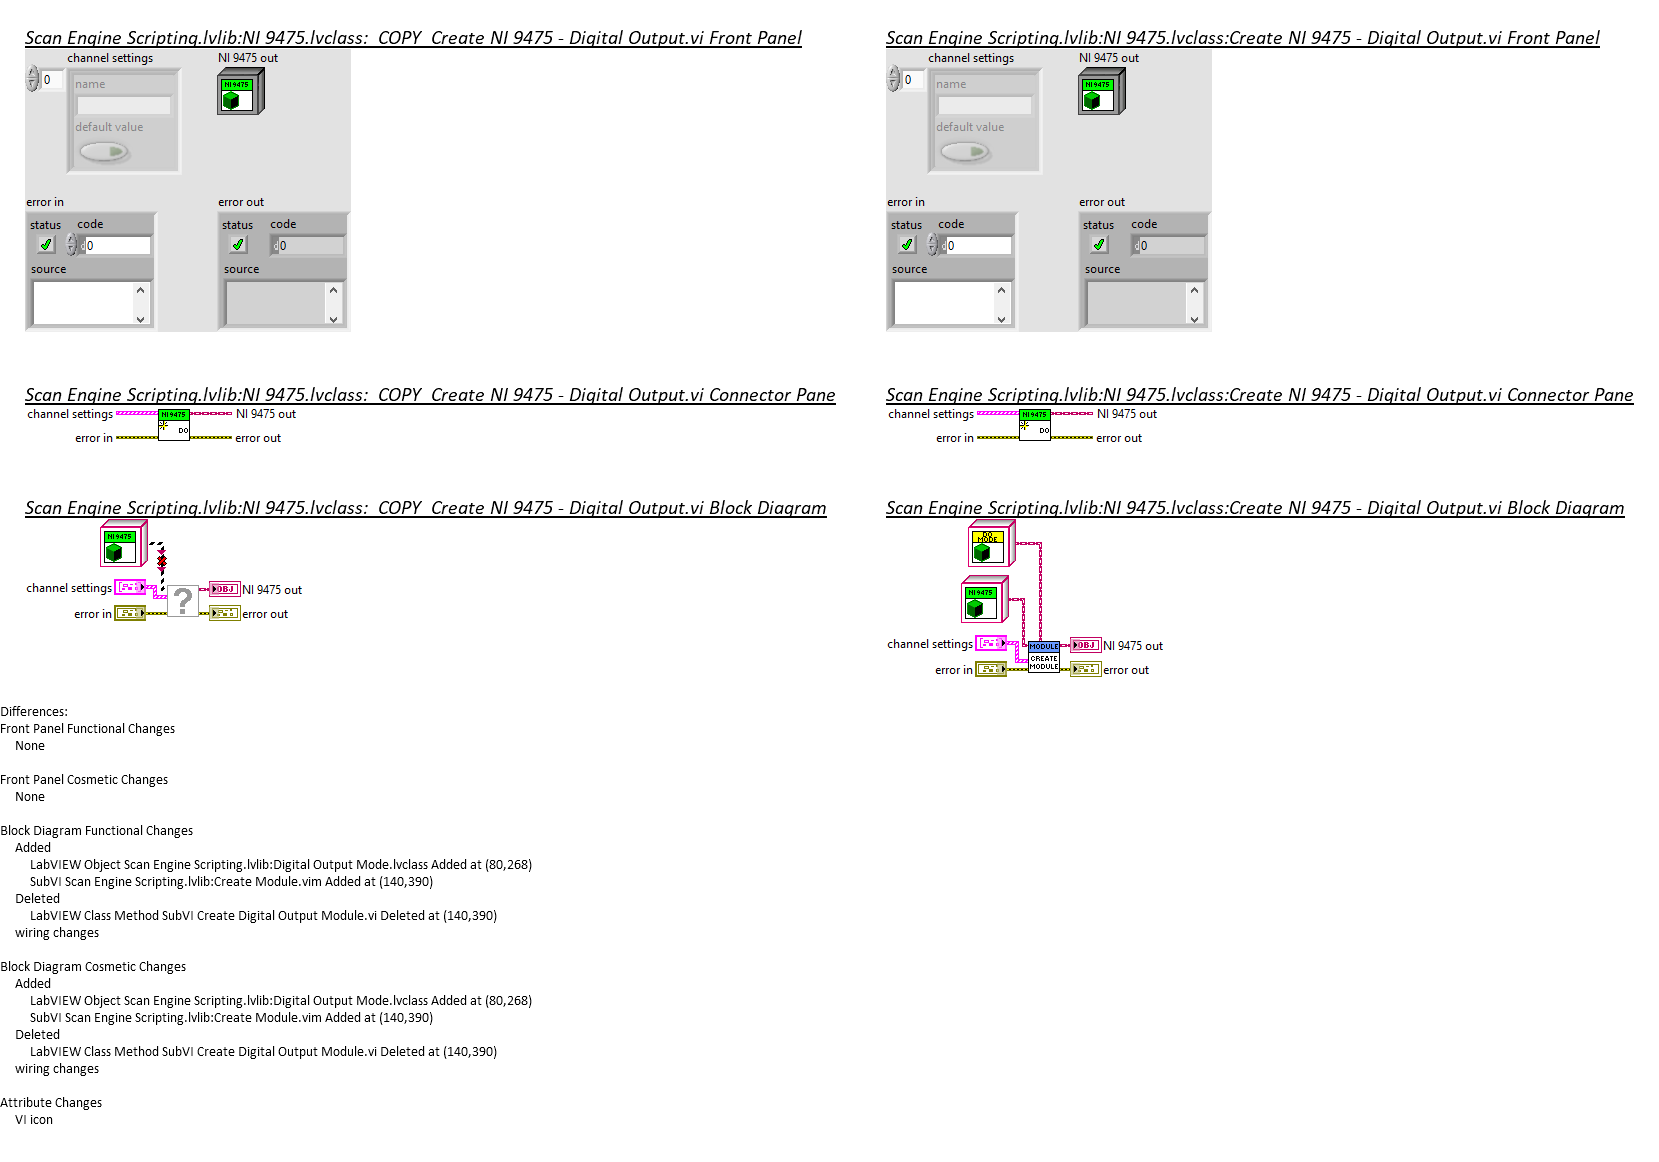 Scan Engine Scripting.lvlib:NI 9475.lvclass:_COPY_Create NI 9475 - Digital Output.vi Front Panel
channel settings
NI 9475 out
0
name
NI 9475
default value
error in
error out
status
code
status
code
d 0
d 0
source
source
Scan Engine Scripting.lvlib:NI 9475.lvclass:Create NI 9475 - Digital Output.vi Front Panel
channel settings
NI 9475 out
0
name
NI 9475
default value
error in
error out
status
code
status
code
d 0
d 0
source
source
Scan Engine Scripting.lvlib:NI 9475.lvclass:_COPY_Create NI 9475 - Digital Output.vi Connector Pane
channel settings
NI 9475
NI 9475 out
DO
error in
error out
Scan Engine Scripting.lvlib:NI 9475.lvclass:Create NI 9475 - Digital Output.vi Connector Pane
channel settings
NI 9475
NI 9475 out
DO
error in
error out
Scan Engine Scripting.lvlib:NI 9475.lvclass:_COPY_Create NI 9475 - Digital Output.vi Block Diagram
NI 9475
channel settings
?
OBJ
NI 9475 out
error in
error out
Scan Engine Scripting.lvlib:NI 9475.lvclass:Create NI 9475 - Digital Output.vi Block Diagram
DO
MODE
NI 9475
channel settings
MODULE
OBJ
NI 9475 out
CREATE
MODULE
error in
error out
Differences:
Front Panel Functional Changes
None
Front Panel Cosmetic Changes
None
Block Diagram Functional Changes
Added
LabVIEW Object Scan Engine Scripting.lvlib:Digital Output Mode.lvclass Added at (80,268)
SubVI Scan Engine Scripting.lvlib:Create Module.vim Added at (140,390)
Deleted
LabVIEW Class Method SubVI Create Digital Output Module.vi Deleted at (140,390)
wiring changes
Block Diagram Cosmetic Changes
Added
LabVIEW Object Scan Engine Scripting.lvlib:Digital Output Mode.lvclass Added at (80,268)
SubVI Scan Engine Scripting.lvlib:Create Module.vim Added at (140,390)
Deleted
LabVIEW Class Method SubVI Create Digital Output Module.vi Deleted at (140,390)
wiring changes
Attribute Changes
VI icon